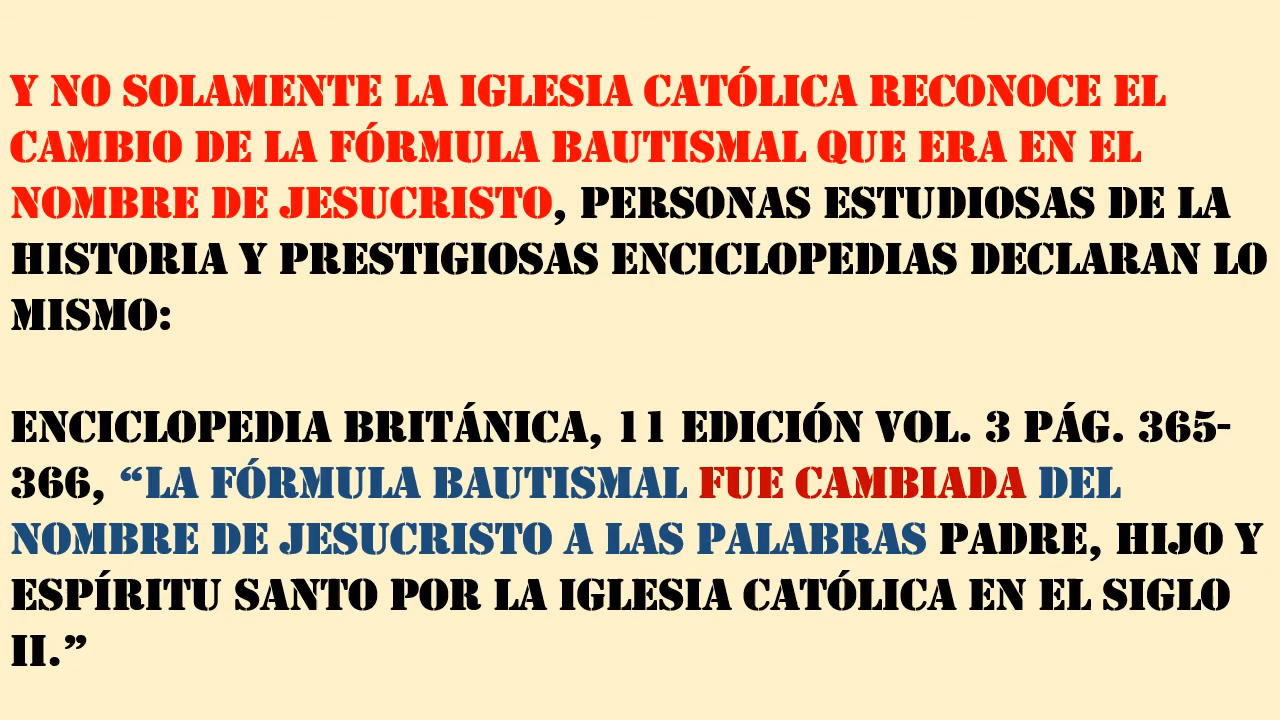 Y NO SOLAMENTE LA IGLESIA CATÓLICA RECONOCE EL
CAMBIO DE LA FÓRMULA BAUTISMAL QUE ERA EN EL
NOMBRE DE JESUCRISTO, PERSONAS ESTUDIOSAS DE LA
HISTORIA Y PRESTIGIOSAS ENCICLOPEDIAS DECLARAN LO
MISMO:
ENCICLOPEDIA BRITÁNICA, 11 EDICIÓN VOL. 3 PÁG. 365-
366, “LA FÓRMULA BAUTISMAL FUE CAMBIADA DEL
NOMBRE DE JESUCRISTO A LAS PALABRAS PADRE, HIJO Y
ESPÍRITU SANTO POR LA IGLESIA CATÓLICA EN EL SIGLO
II.”